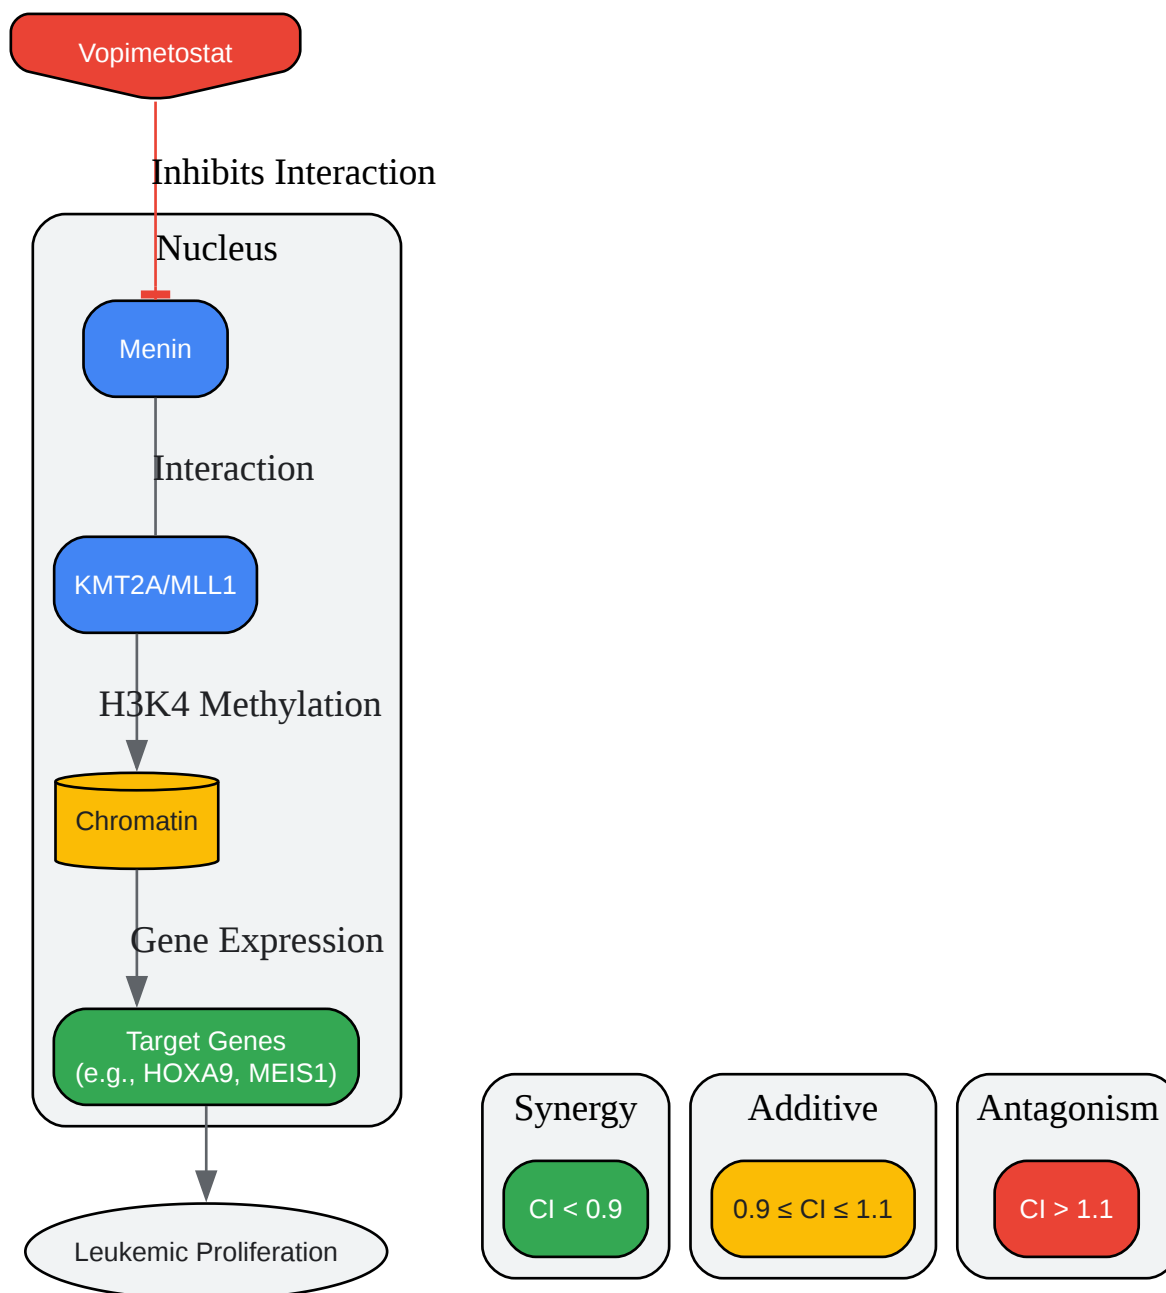 Vopimetostat
Inhibits Interaction
Nucleus
Menin
Interaction
KMT2A/MLL1
H3K4 Methylation
Chromatin
Gene Expression
Target Genes
(e.g., HOXA9, MEIS1)
Leukemic Proliferation
Synergy
CI < 0.9
Additive
0.9 ≤ CI ≤ 1.1
Antagonism
CI > 1.1